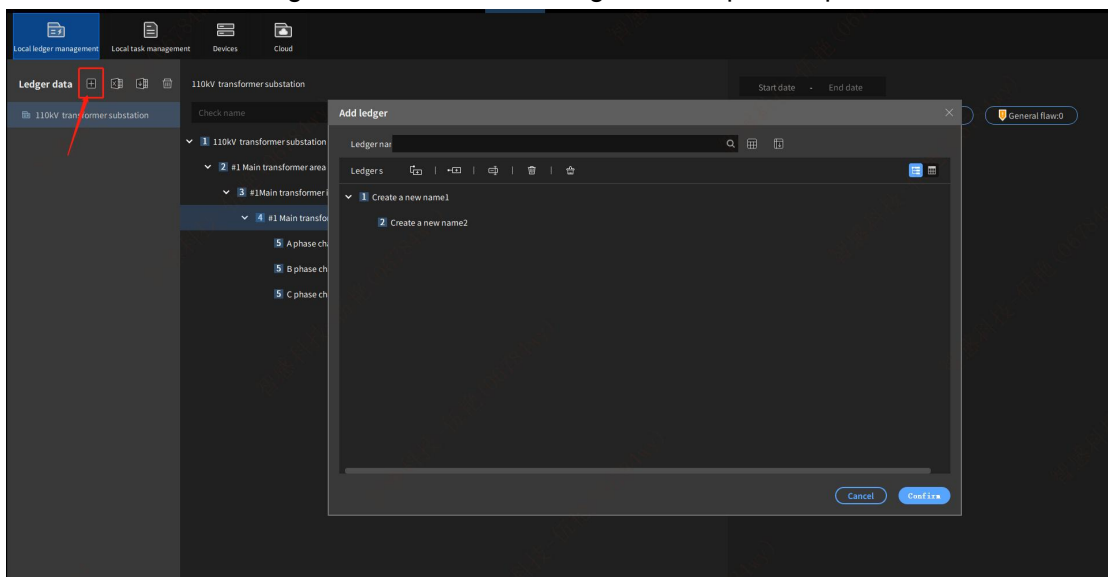 Local ledger management Local task management Devices Cloud
Ledger data
110kV transformer substation
Start date - End date
110kV transformer substation
Check name
General flaw:0
1 110kV transformer substation
2 #1 Main transformer area
3 #1Main transformer i
4 #1 Main transfo
5 A phase ch
5 B phase ch
5 C phase ch
Add ledger
Ledger nar
Ledgers
1 Create a new name1
2 Create a new name2
Cancel Confirm